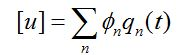 [u] = ∑ₙ ϕₙqₙ(t)